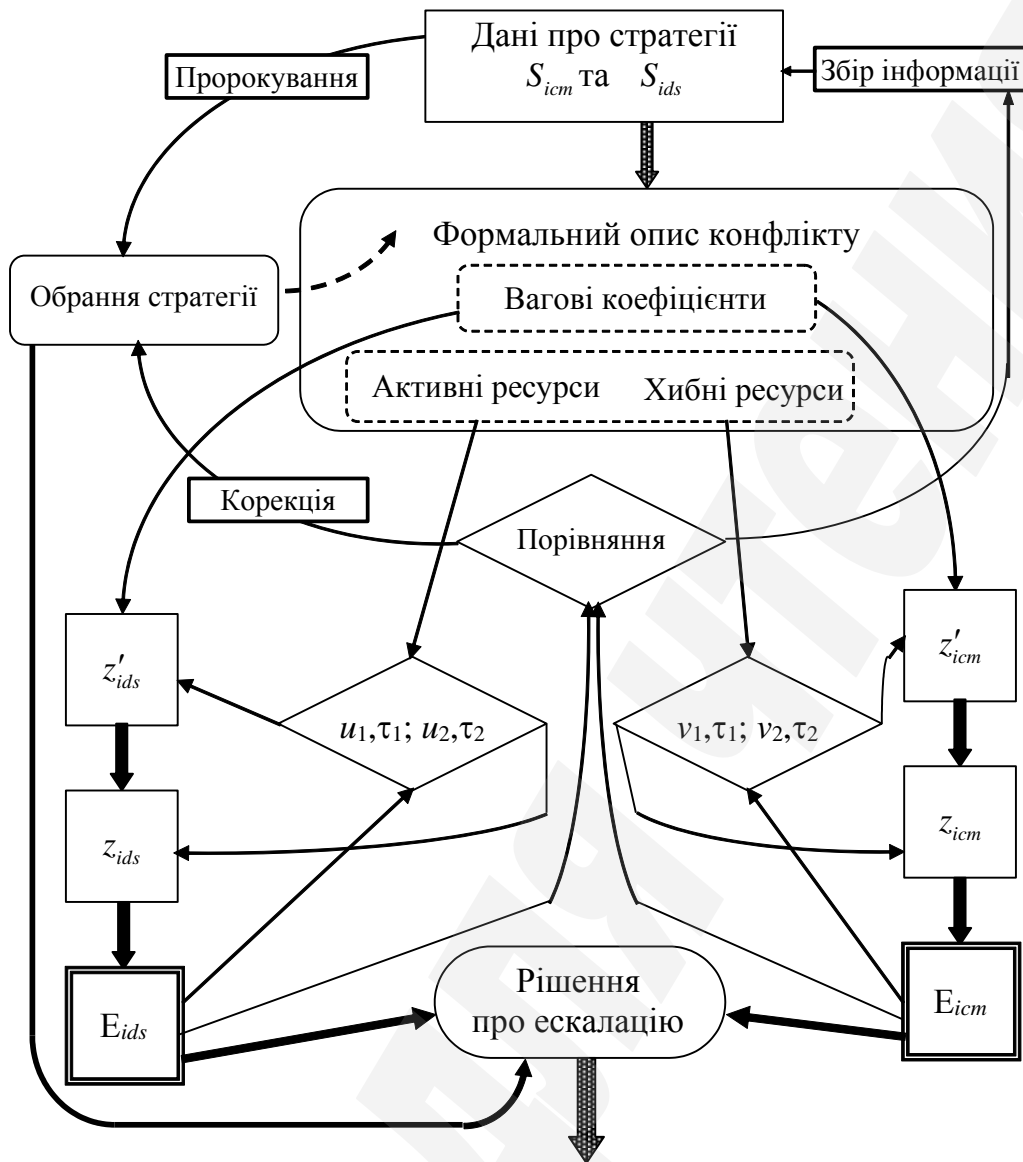 Дані про стратегії
S_icm та S_ids
Пророкування
Збір інформації
Формальний опис конфлікту
Обрання стратегії
Вагові коефіцієнти
Активні ресурси
Хибні ресурси
Корекція
Порівняння
z′_ids
z′_icm
u₁,τ₁; u₂,τ₂
v₁,τ₁; v₂,τ₂
z_ids
z_icm
E_ids
Рішення
про ескалацію
E_icm